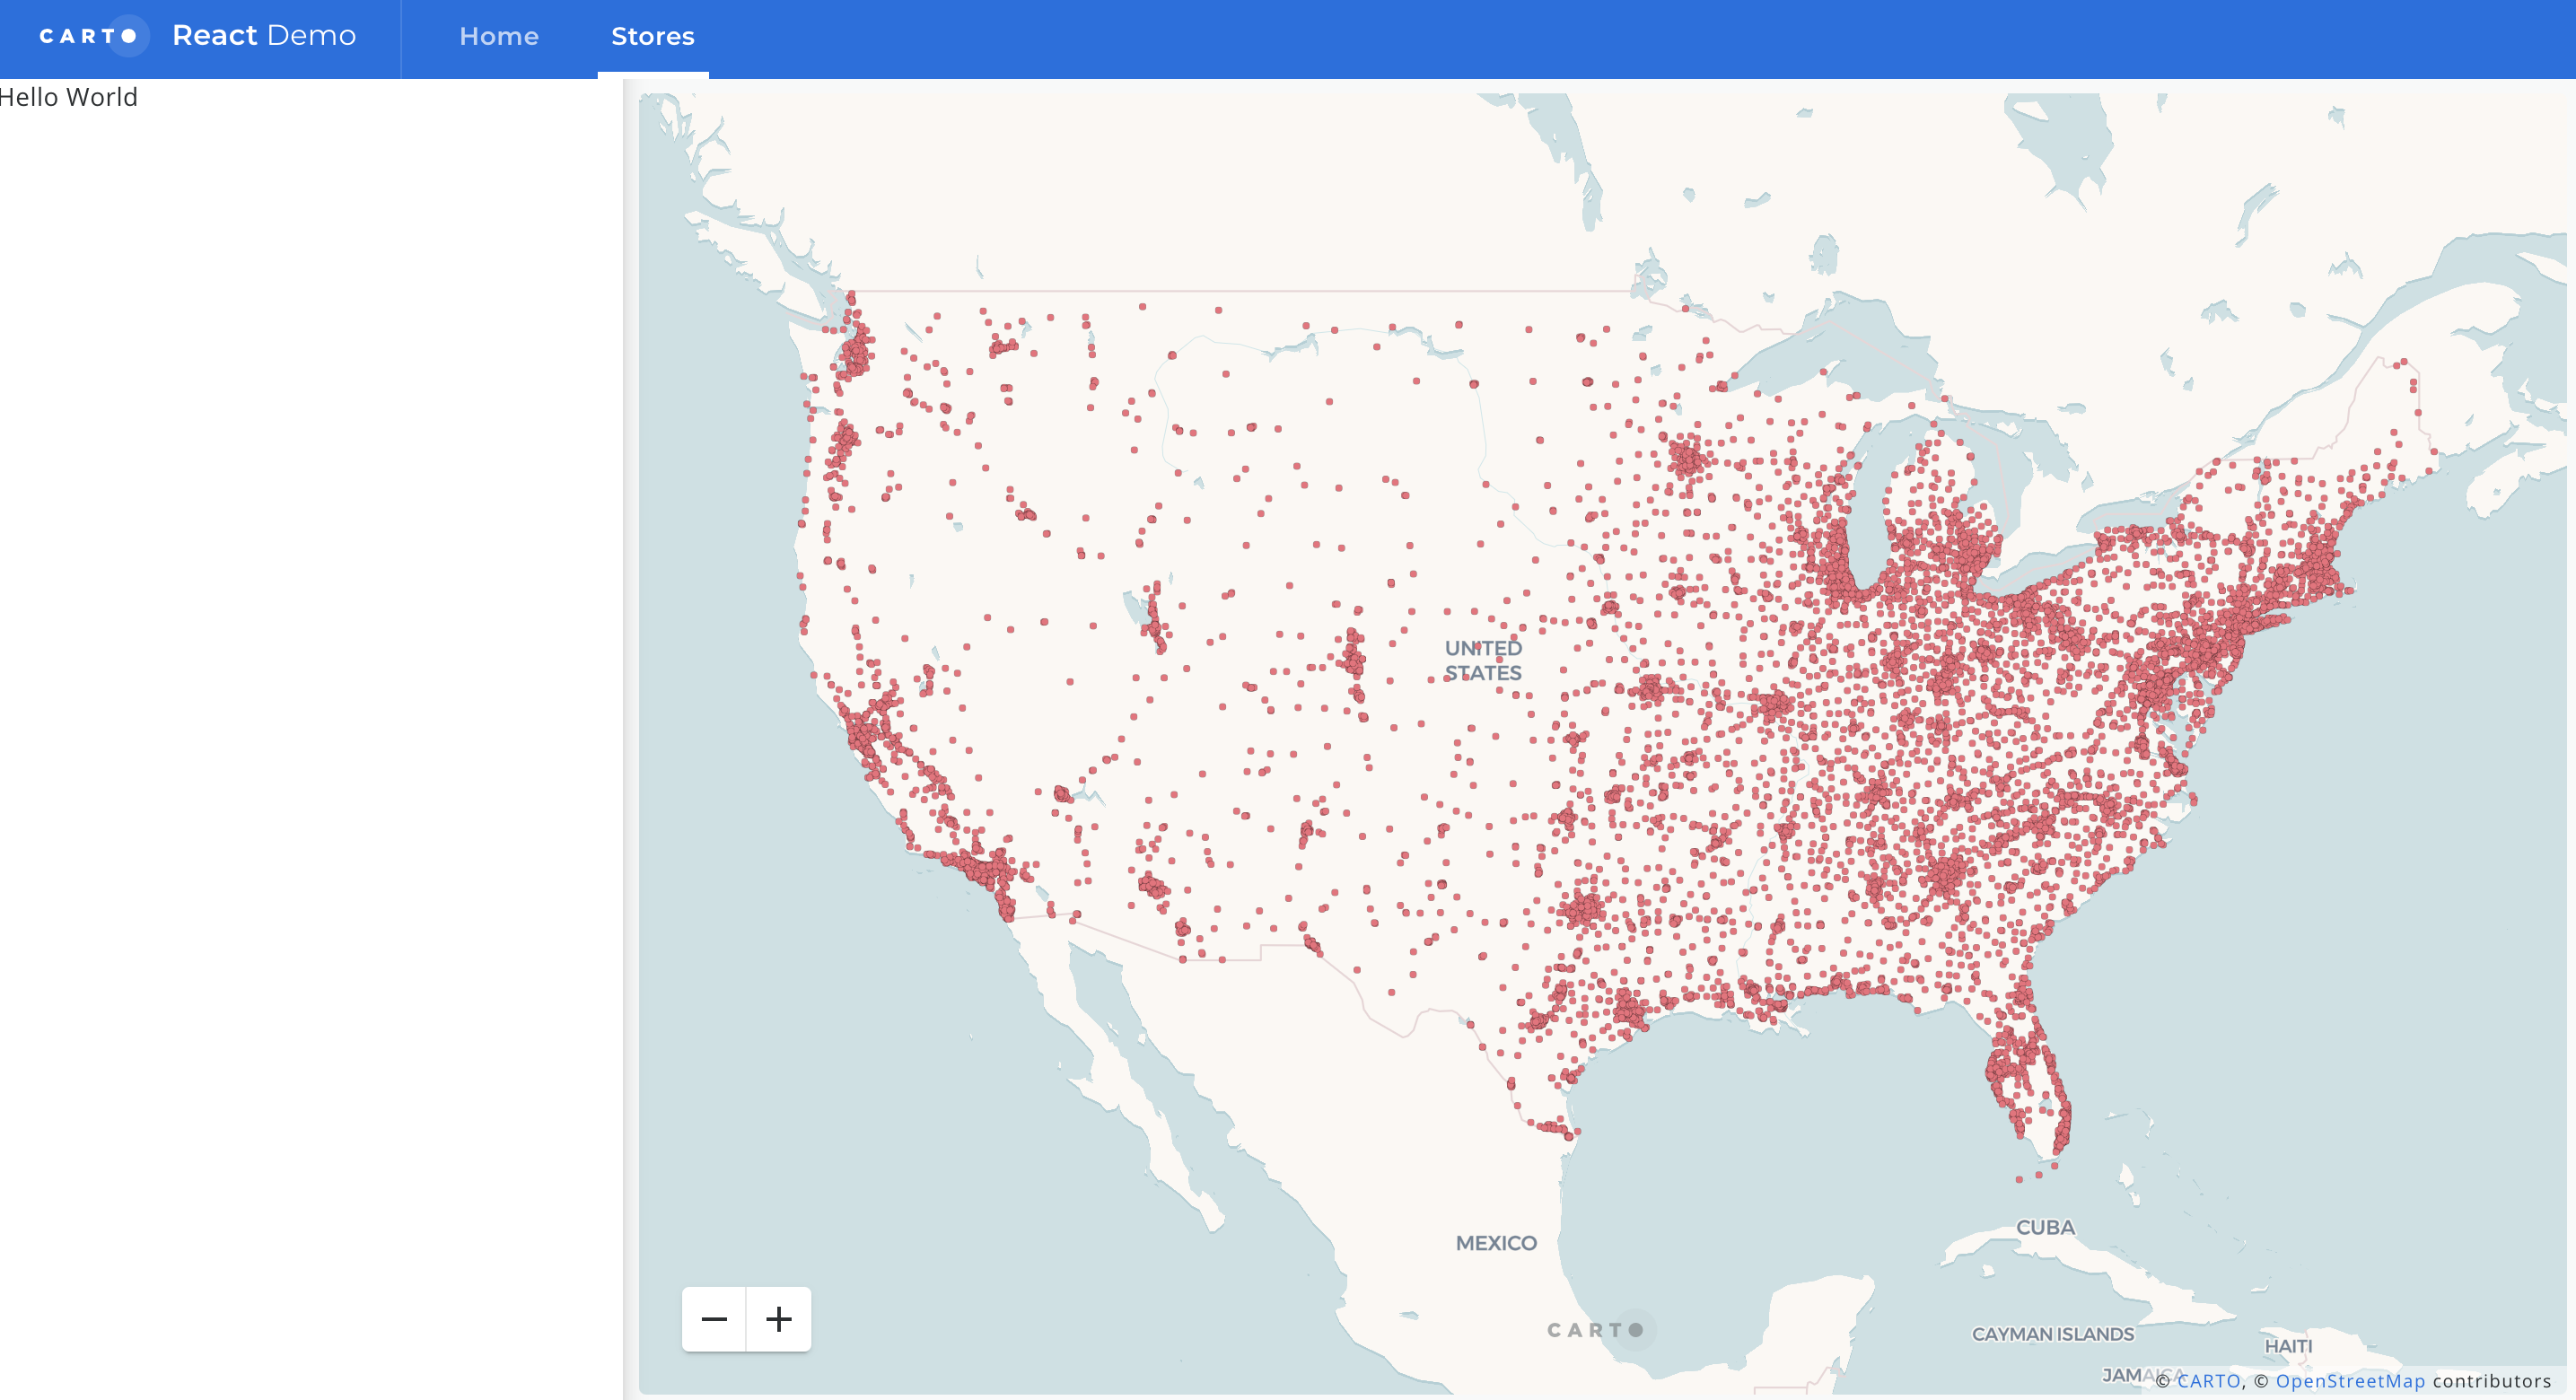 CARTO React Demo
Home
Stores
Hello World
UNITED
STATES
MEXICO
CUBA
CAYMAN ISLANDS
HAITI
JAMAICA
CARTO
© CARTO, © OpenStreetMap contributors